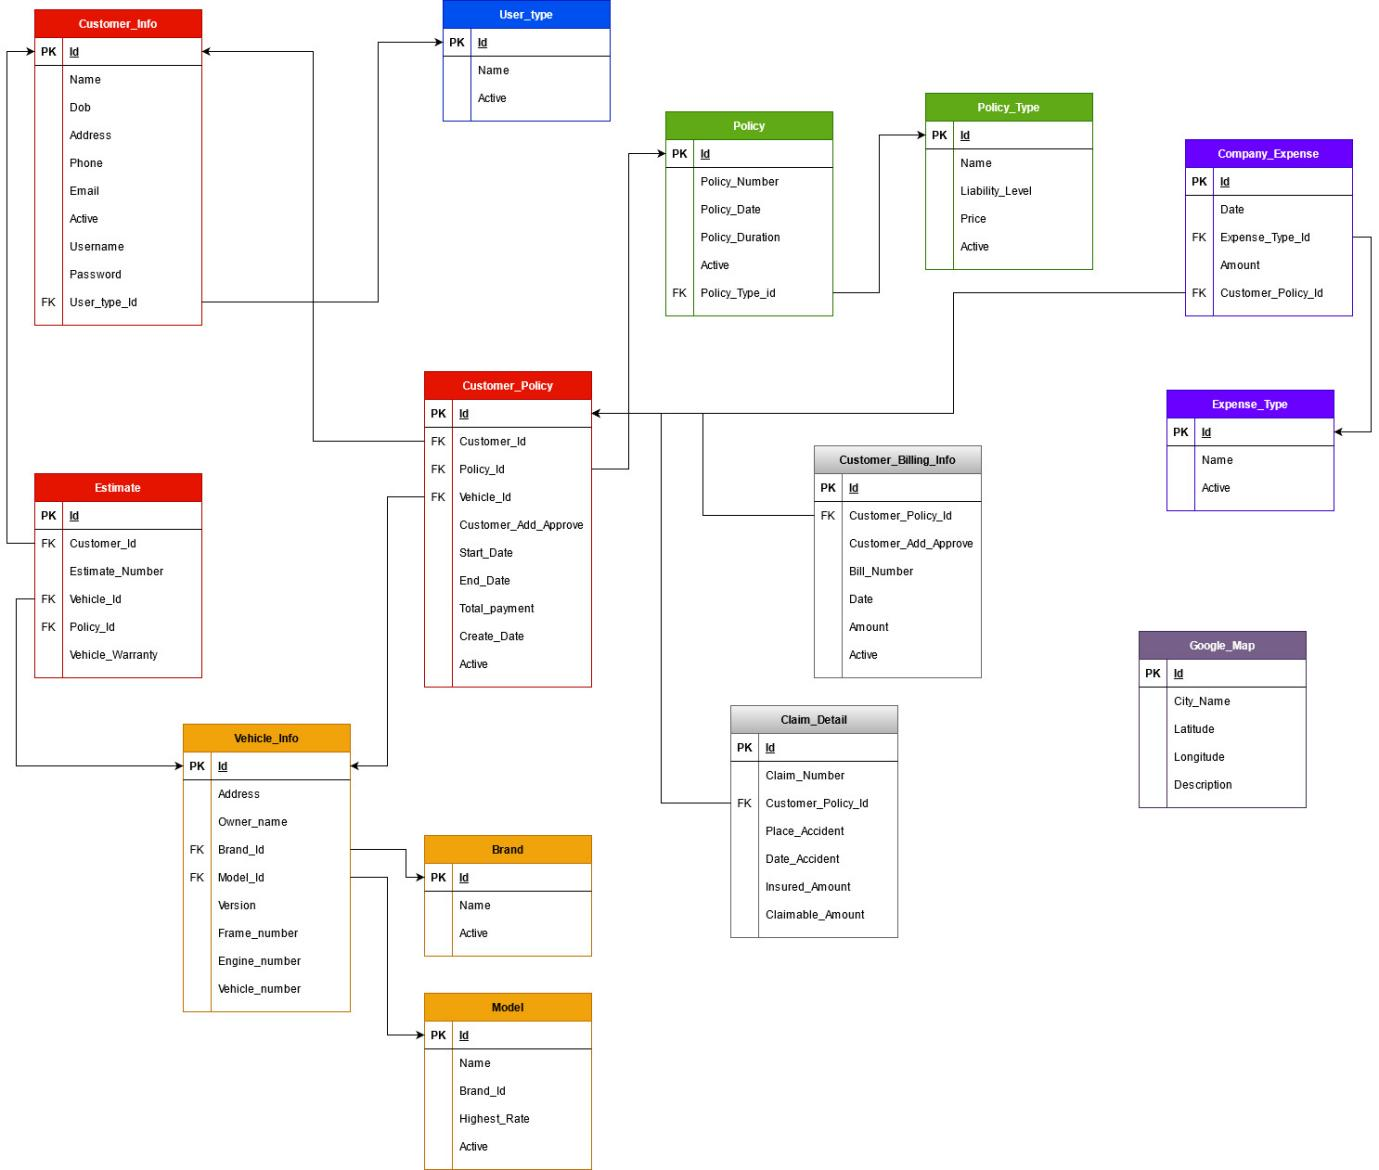 Customer_Info
PK Id
Name
Dob
Address
Phone
Email
Active
Username
Password
FK User_type_Id
User_type
PK Id
Name
Active
Policy
PK Id
Policy_Number
Policy_Date
Policy_Duration
Active
FK Policy_Type_id
Policy_Type
PK Id
Name
Liability_Level
Price
Active
Company_Expense
PK Id
Date
FK Expense_Type_Id
Amount
FK Customer_Policy_Id
Customer_Policy
PK Id
FK Customer_Id
FK Policy_Id
FK Vehicle_Id
Customer_Add_Approve
Start_Date
End_Date
Total_payment
Create_Date
Active
Expense_Type
PK Id
Name
Active
Customer_Billing_Info
PK Id
FK Customer_Policy_Id
Customer_Add_Approve
Bill_Number
Date
Amount
Active
Estimate
PK Id
FK Customer_Id
Estimate_Number
FK Vehicle_Id
FK Policy_Id
Vehicle_Warranty
Google_Map
PK Id
City_Name
Latitude
Longitude
Description
Claim_Detail
PK Id
Claim_Number
FK Customer_Policy_Id
Place_Accident
Date_Accident
Insured_Amount
Claimable_Amount
Vehicle_Info
PK Id
Address
Owner_name
FK Brand_Id
FK Model_Id
Version
Frame_number
Engine_number
Vehicle_number
Brand
PK Id
Name
Active
Model
PK Id
Name
Brand_Id
Highest_Rate
Active